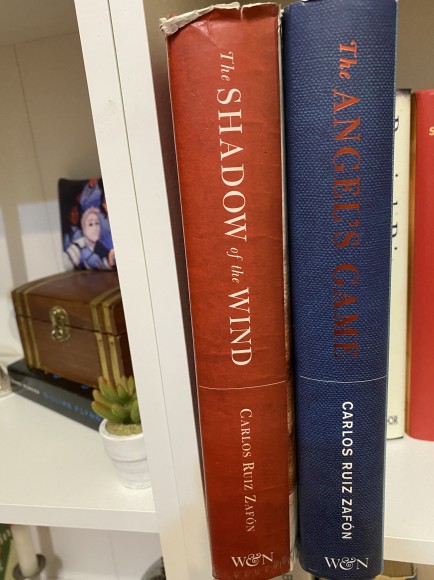 The SHADOW of the WIND
CARLOS RUIZ ZAFÓN
W&N
The ANGEL'S GAME
CARLOS RUIZ ZAFÓN
W&N